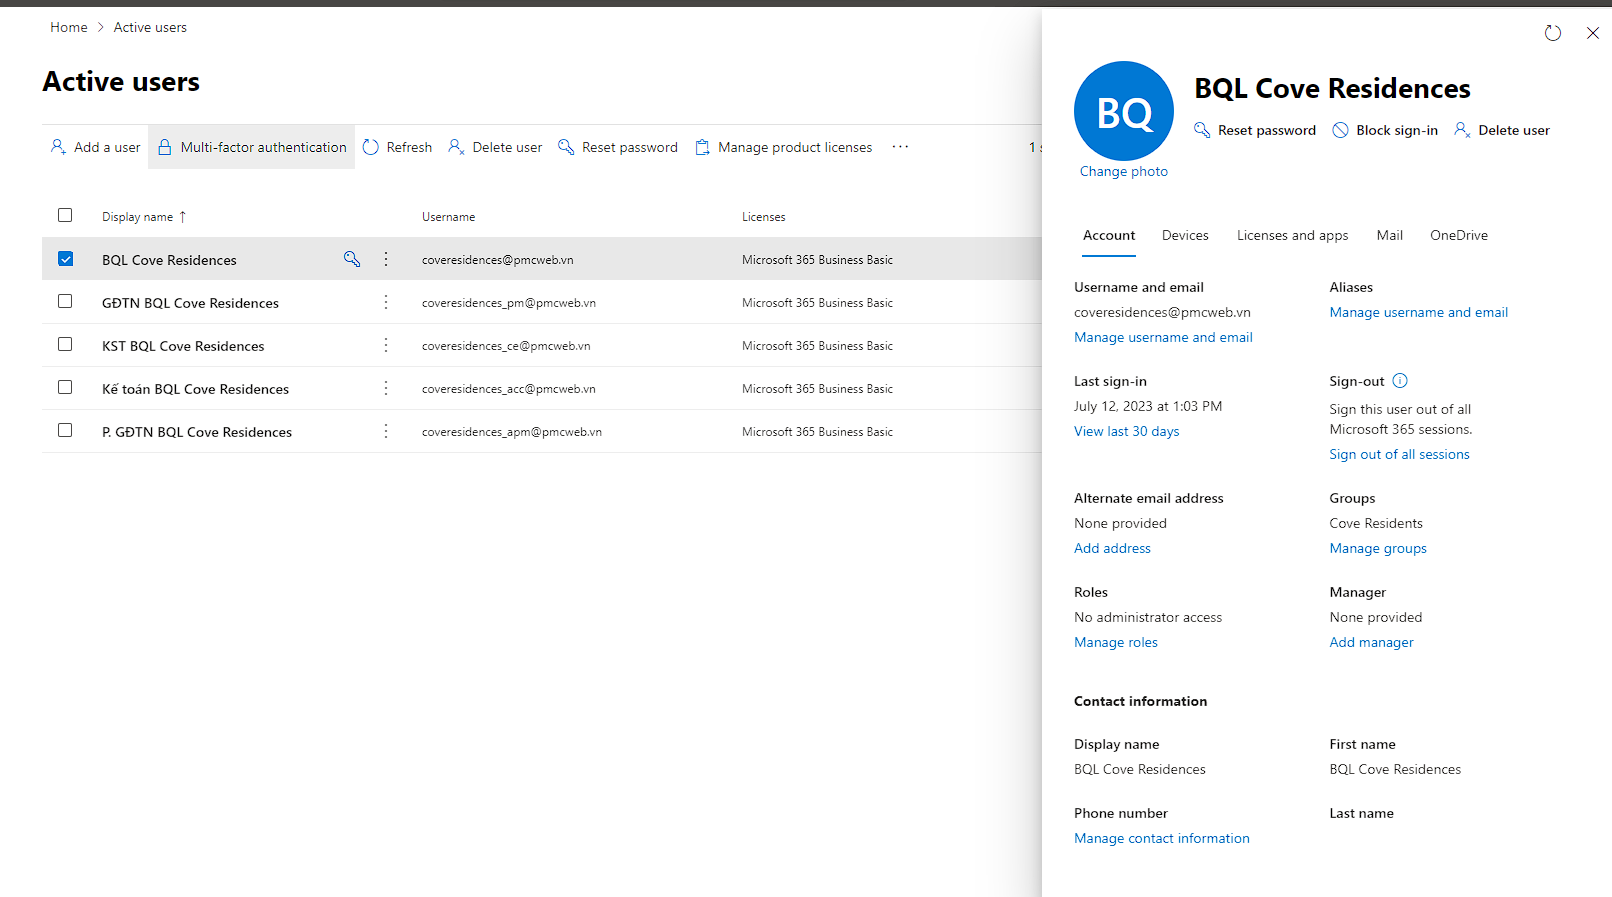 Home > Active users
Active users
Add a user Multi-factor authentication Refresh Delete user Reset password Manage product licenses ... 1
Display name ↑ Username Licenses
BQL Cove Residences coveresidences@pmcweb.vn Microsoft 365 Business Basic
GĐTN BQL Cove Residences coveresidences_pm@pmcweb.vn Microsoft 365 Business Basic
KST BQL Cove Residences coveresidences_ce@pmcweb.vn Microsoft 365 Business Basic
Kế toán BQL Cove Residences coveresidences_acc@pmcweb.vn Microsoft 365 Business Basic
P. GĐTN BQL Cove Residences coveresidences_apm@pmcweb.vn Microsoft 365 Business Basic
BQ
Change photo
BQL Cove Residences
Reset password Block sign-in Delete user
Account Devices Licenses and apps Mail OneDrive
Username and email
coveresidences@pmcweb.vn
Manage username and email
Aliases
Manage username and email
Last sign-in
July 12, 2023 at 1:03 PM
View last 30 days
Sign-out
Sign this user out of all
Microsoft 365 sessions.
Sign out of all sessions
Alternate email address
None provided
Add address
Groups
Cove Residents
Manage groups
Roles
No administrator access
Manage roles
Manager
None provided
Add manager
Contact information
Display name
BQL Cove Residences
First name
BQL Cove Residences
Phone number
Manage contact information
Last name